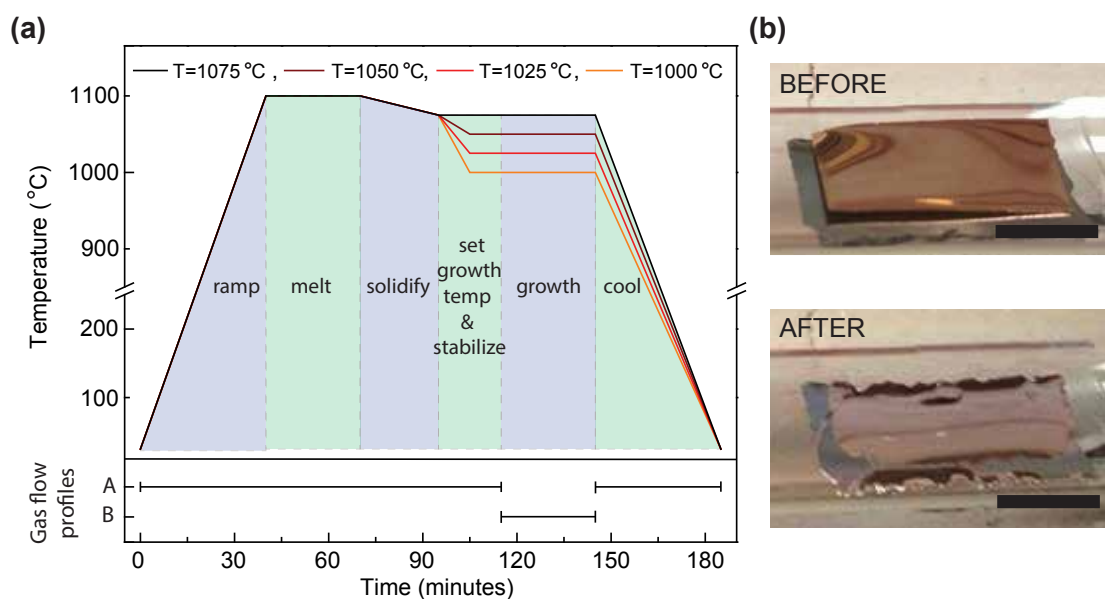 (a)
T=1075 °C , T=1050 °C, T=1025 °C, T=1000 °C
Temperature (°C)
1100
1000
900
200
100
ramp
melt
solidify
set
growth
temp
&
stabilize
growth
cool
Gas flow
profiles
A
B
0 30 60 90 120 150 180
Time (minutes)
(b)
BEFORE
AFTER